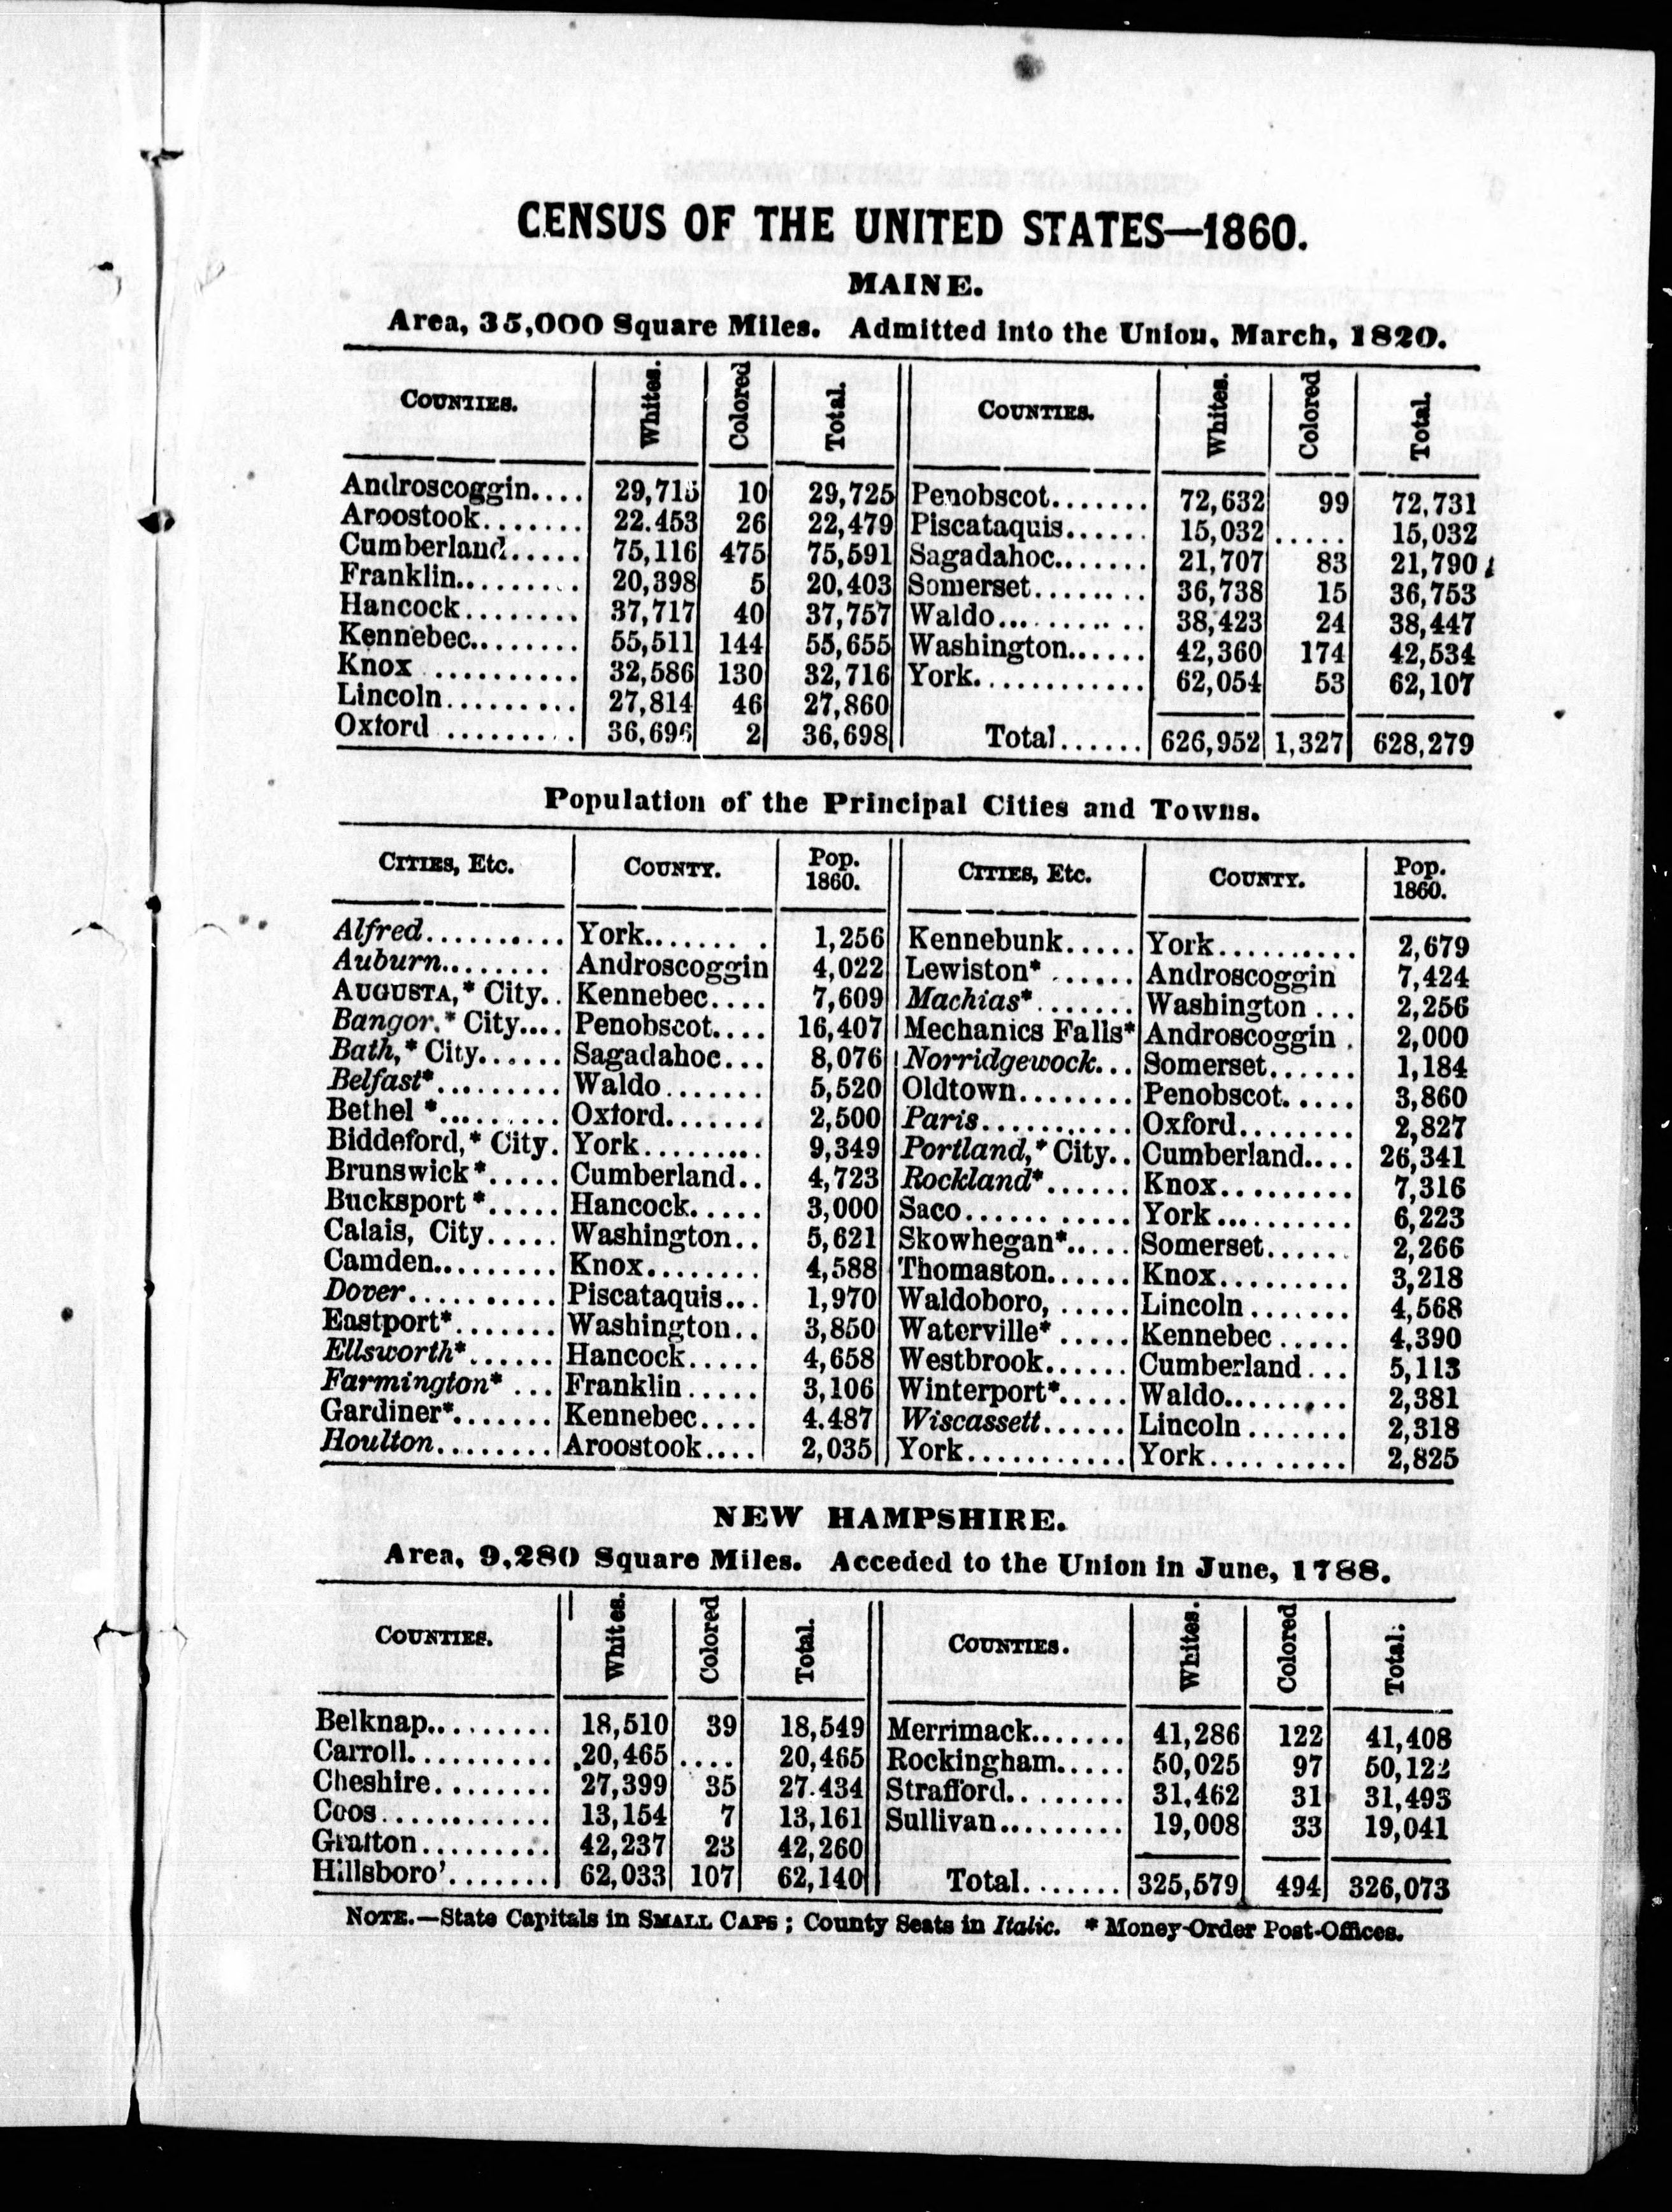 CENSUS OF THE UNITED STATES—1860.
MAINE.
Area, 35,000 Square Miles. Admitted into the Union, March, 1820.
COUNTIES. Whites. Colored Total. COUNTIES. Whites. Colored Total.
Androscoggin.... 29,715 10 29,725 Penobscot....... 72,632 99 72,731
Aroostook....... 22.453 26 22,479 Piscataquis...... 15,032 ..... 15,032
Cumberland..... 75,116 475 75,591 Sagadahoc....... 21,707 83 21,790
Franklin......... 20,398 5 20,403 Somerset........ 36,738 15 36,753
Hancock........ 37,717 40 37,757 Waldo........... 38,423 24 38,447
Kennebec........ 55,511 144 55,655 Washington...... 42,360 174 42,534
Knox .......... 32,586 130 32,716 York............. 62,054 53 62,107
Lincoln......... 27,814 46 27,860
Oxford ......... 36,696 2 36,698 Total...... 626,952 1,327 628,279
Population of the Principal Cities and Towns.
CITIES, Etc. COUNTY. Pop. 1860. CITIES, Etc. COUNTY. Pop. 1860.
Alfred........... York......... 1,256 Kennebunk..... York........... 2,679
Auburn......... Androscoggin 4,022 Lewiston* ...... Androscoggin 7,424
AUGUSTA,* City.. Kennebec.... 7,609 Machias*........ Washington ... 2,256
Bangor.* City.... Penobscot.... 16,407 Mechanics Falls* Androscoggin . 2,000
Bath,* City...... Sagadahoc... 8,076 Norridgewock... Somerset...... 1,184
Belfast*.......... Waldo....... 5,520 Oldtown........ Penobscot..... 3,860
Bethel *.......... Oxford....... 2,500 Paris............ Oxford........ 2,827
Biddeford,* City. York......... 9,349 Portland,* City.. Cumberland.... 26,341
Brunswick*..... Cumberland.. 4,723 Rockland*...... Knox......... 7,316
Bucksport *..... Hancock..... 3,000 Saco............ York.......... 6,223
Calais, City..... Washington.. 5,621 Skowhegan*..... Somerset...... 2,266
Camden......... Knox........ 4,588 Thomaston...... Knox......... 3,218
Dover........... Piscataquis... 1,970 Waldoboro, ..... Lincoln....... 4,568
Eastport*....... Washington.. 3,850 Waterville* ..... Kennebec ..... 4,390
Ellsworth*...... Hancock..... 4,658 Westbrook...... Cumberland... 5,113
Farmington* ... Franklin ..... 3,106 Winterport*..... Waldo......... 2,381
Gardiner*....... Kennebec.... 4.487 Wiscassett...... Lincoln ....... 2,318
Houlton........ Aroostook.... 2,035 York............ York.......... 2,825
NEW HAMPSHIRE.
Area, 9,280 Square Miles. Acceded to the Union in June, 1788.
COUNTIES. Whites. Colored Total. COUNTIES. Whites. Colored Total.
Belknap......... 18,510 39 18,549 Merrimack....... 41,286 122 41,408
Carroll.......... 20,465 .... 20,465 Rockingham..... 50,025 97 50,122
Cheshire........ 27,399 35 27.434 Strafford......... 31,462 31 31,493
Coos............ 13,154 7 13,161 Sullivan......... 19,008 33 19,041
Grafton......... 42,237 23 42,260
Hillsboro'....... 62,033 107 62,140 Total....... 325,579 494 326,073
NOTE.—State Capitals in SMALL CAPS; County Seats in Italic. * Money-Order Post-Offices.